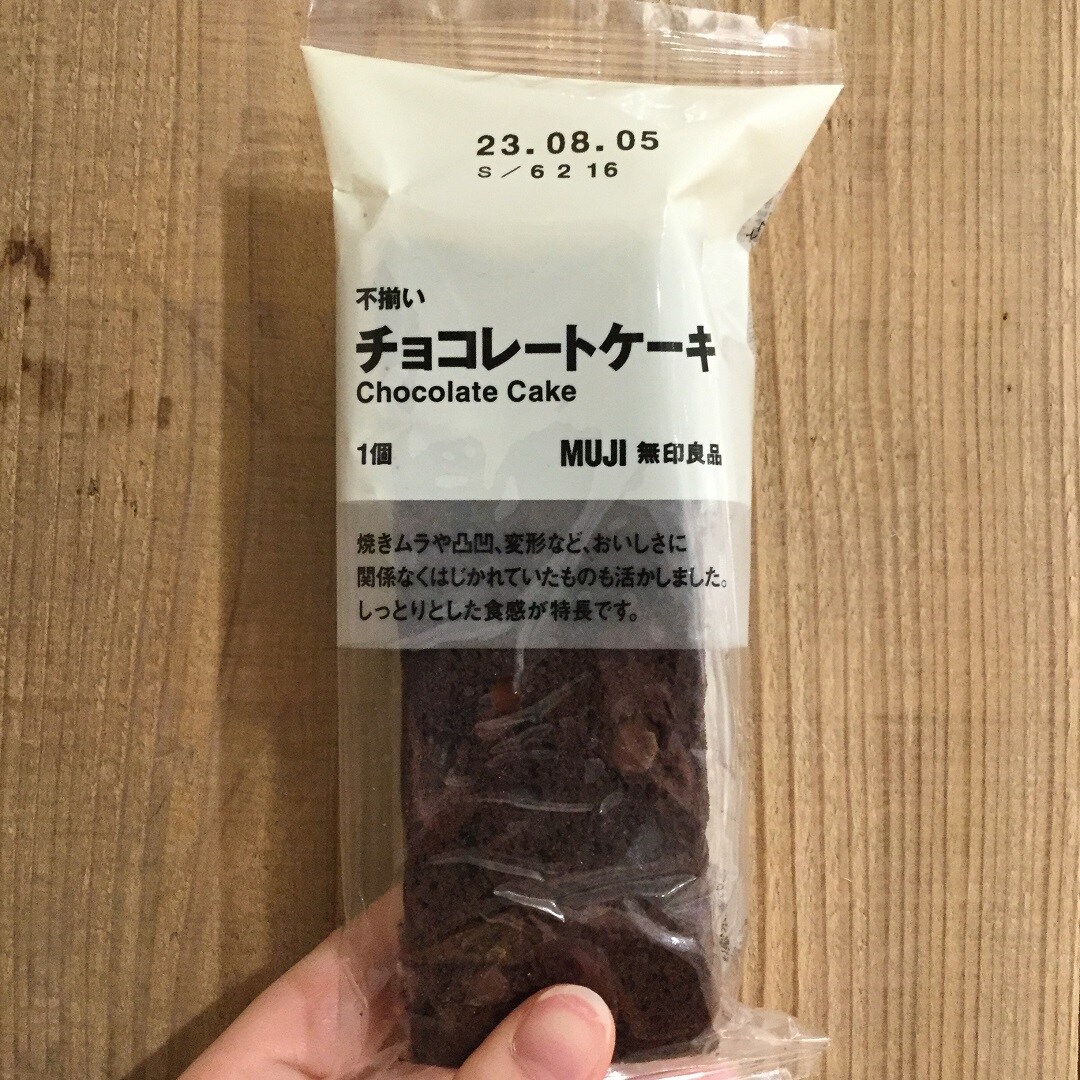 23.08.05
S/6 2 16
不揃い
チョコレートケーキ
Chocolate Cake
1個
MUJI 無印良品
焼きムラや凸凹、変形など、おいしさに
関係なくはじかれていたものも活かしました。
しっとりとした食感が特長です。